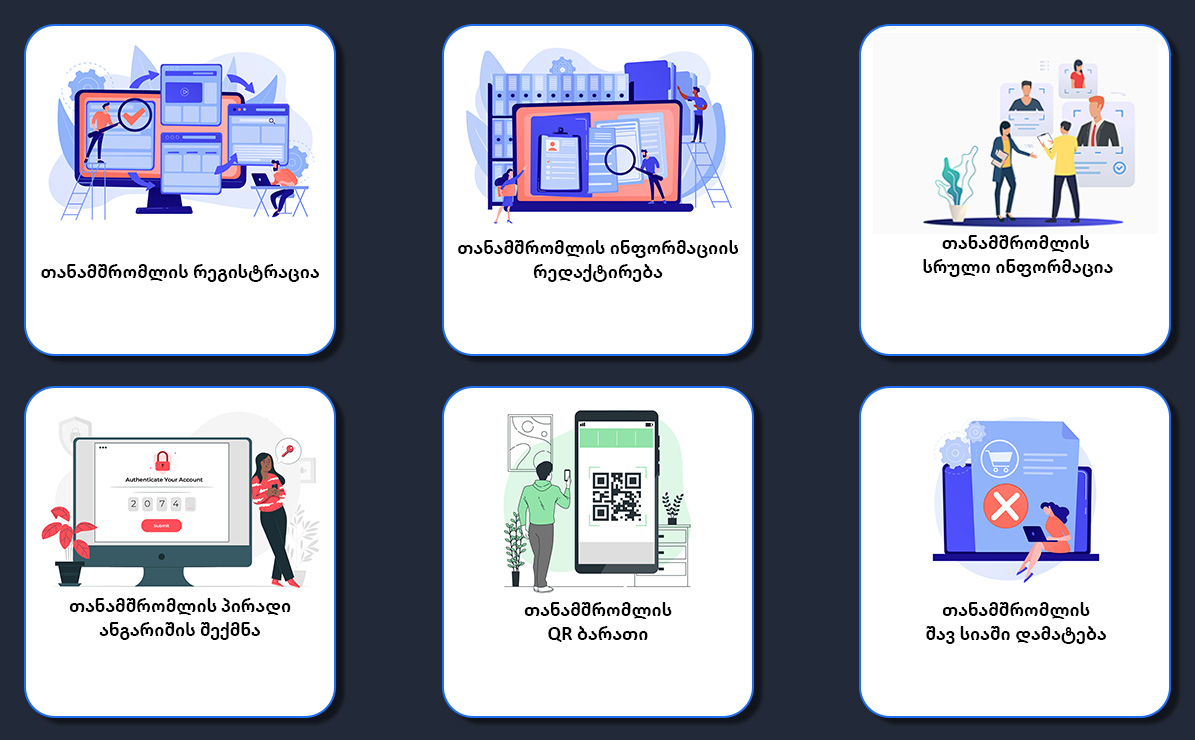 თანამშრომლის რეგისტრაცია
თანამშრომლის ინფორმაციის
რედაქტირება
თანამშრომლის
სრული ინფორმაცია
Authenticate Your Account
2 0 7 4
Submit
თანამშრომლის პირადი
ანგარიშის შექმნა
თანამშრომლის
QR ბარათი
თანამშრომლის
შავ სიაში დამატება